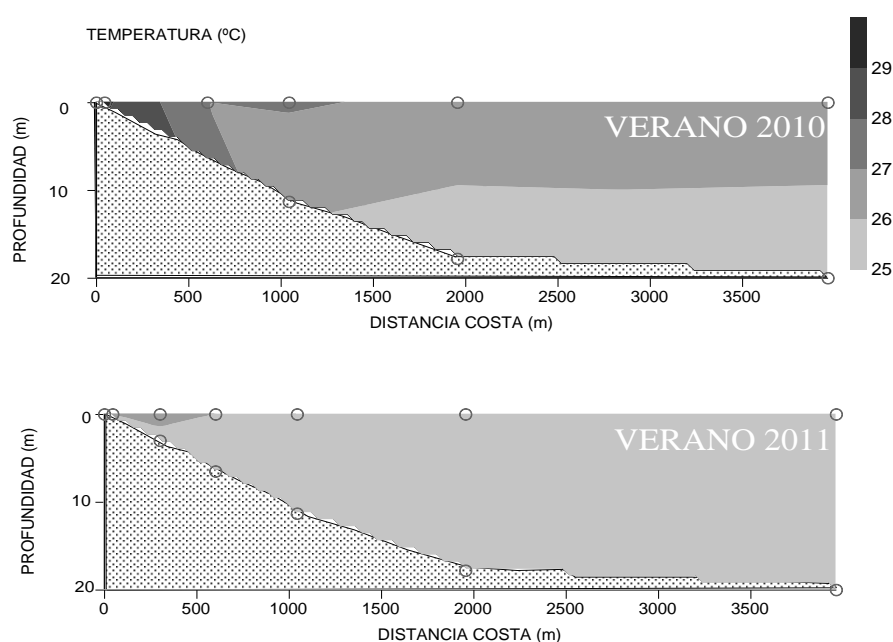 TEMPERATURA (ºC)
29
28
27
26
25
VERANO 2010
PROFUNDIDAD (m)
0
10
20
0 500 1000 1500 2000 2500 3000 3500
DISTANCIA COSTA (m)
VERANO 2011
PROFUNDIDAD (m)
0
10
20
0 500 1000 1500 2000 2500 3000 3500
DISTANCIA COSTA (m)